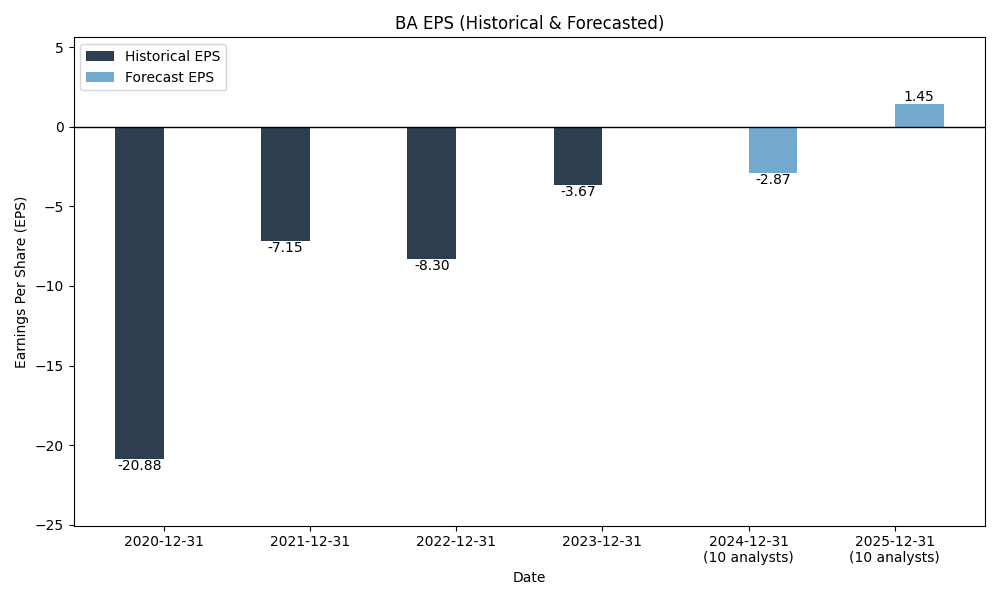 BA EPS (Historical & Forecasted)
Historical EPS
Forecast EPS
Earnings Per Share (EPS)
5
0
−5
−10
−15
−20
−25
-20.88
-7.15
-8.30
-3.67
-2.87
1.45
2020-12-31
2021-12-31
2022-12-31
2023-12-31
2024-12-31
(10 analysts)
2025-12-31
(10 analysts)
Date